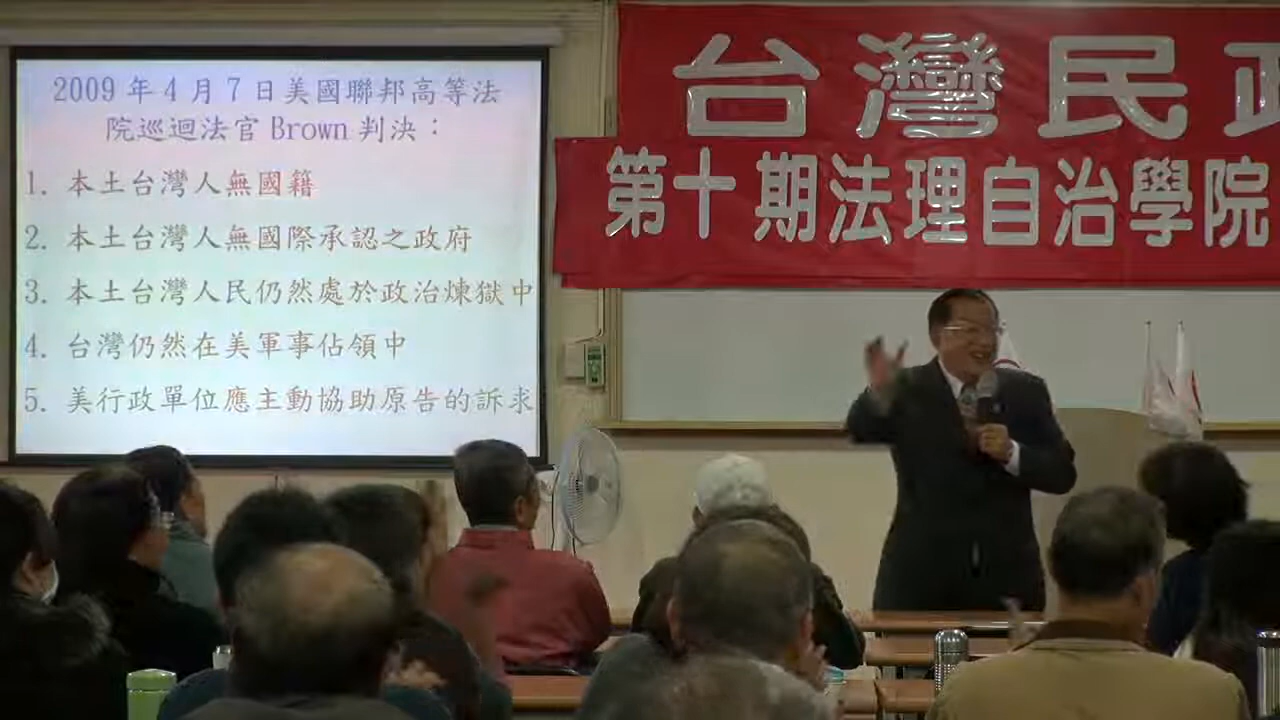 2009 年 4 月 7 日美國聯邦高等法
院巡迴法官 Brown 判決：
1. 本土台灣人無國籍
2. 本土台灣人無國際承認之政府
3. 本土台灣人民仍然處於政治煉獄中
4. 台灣仍然在美軍事佔領中
5. 美行政單位應主動協助原告的訴求
台灣民政
第十期法理自治學院